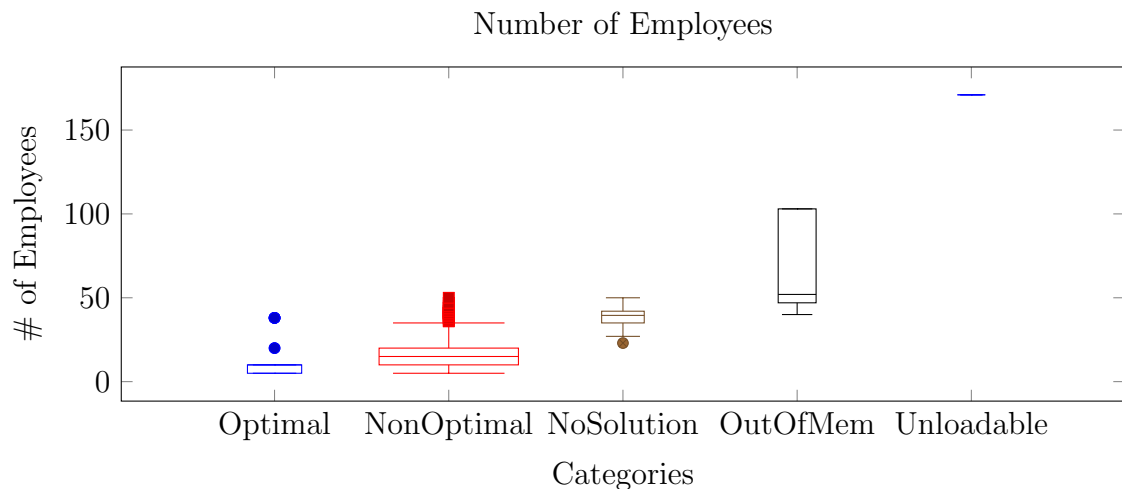 Number of Employees
# of Employees
150
100
50
0
Optimal NonOptimal NoSolution OutOfMem Unloadable
Categories